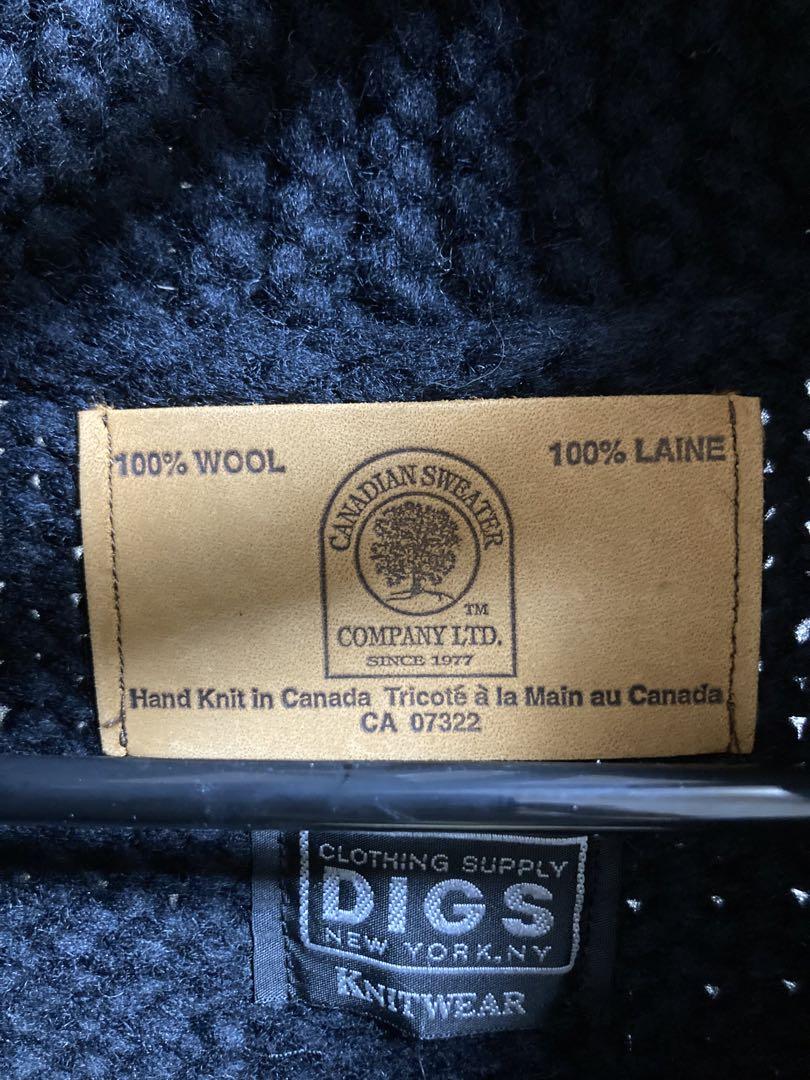 100% WOOL
100% LAINE
CANADIAN SWEATER
TM
COMPANY LTD.
SINCE 1977
Hand Knit in Canada Tricoté à la Main au Canada
CA 07322
CLOTHING SUPPLY
DIGS
NEW YORK, NY
KNITWEAR